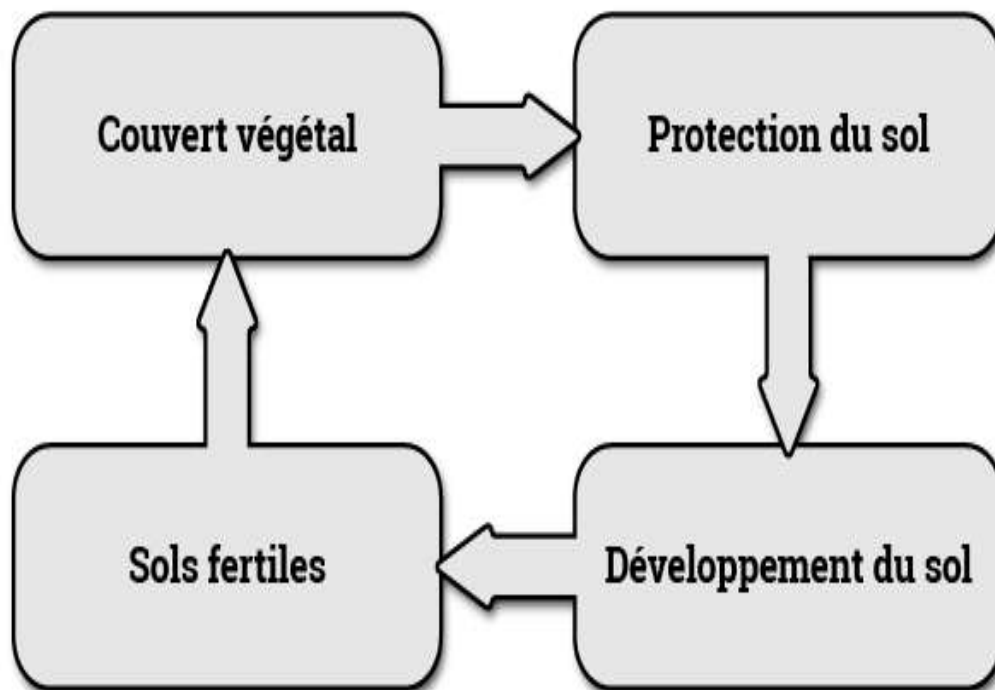 Couvert végétal
Protection du sol
Sols fertiles
Développement du sol